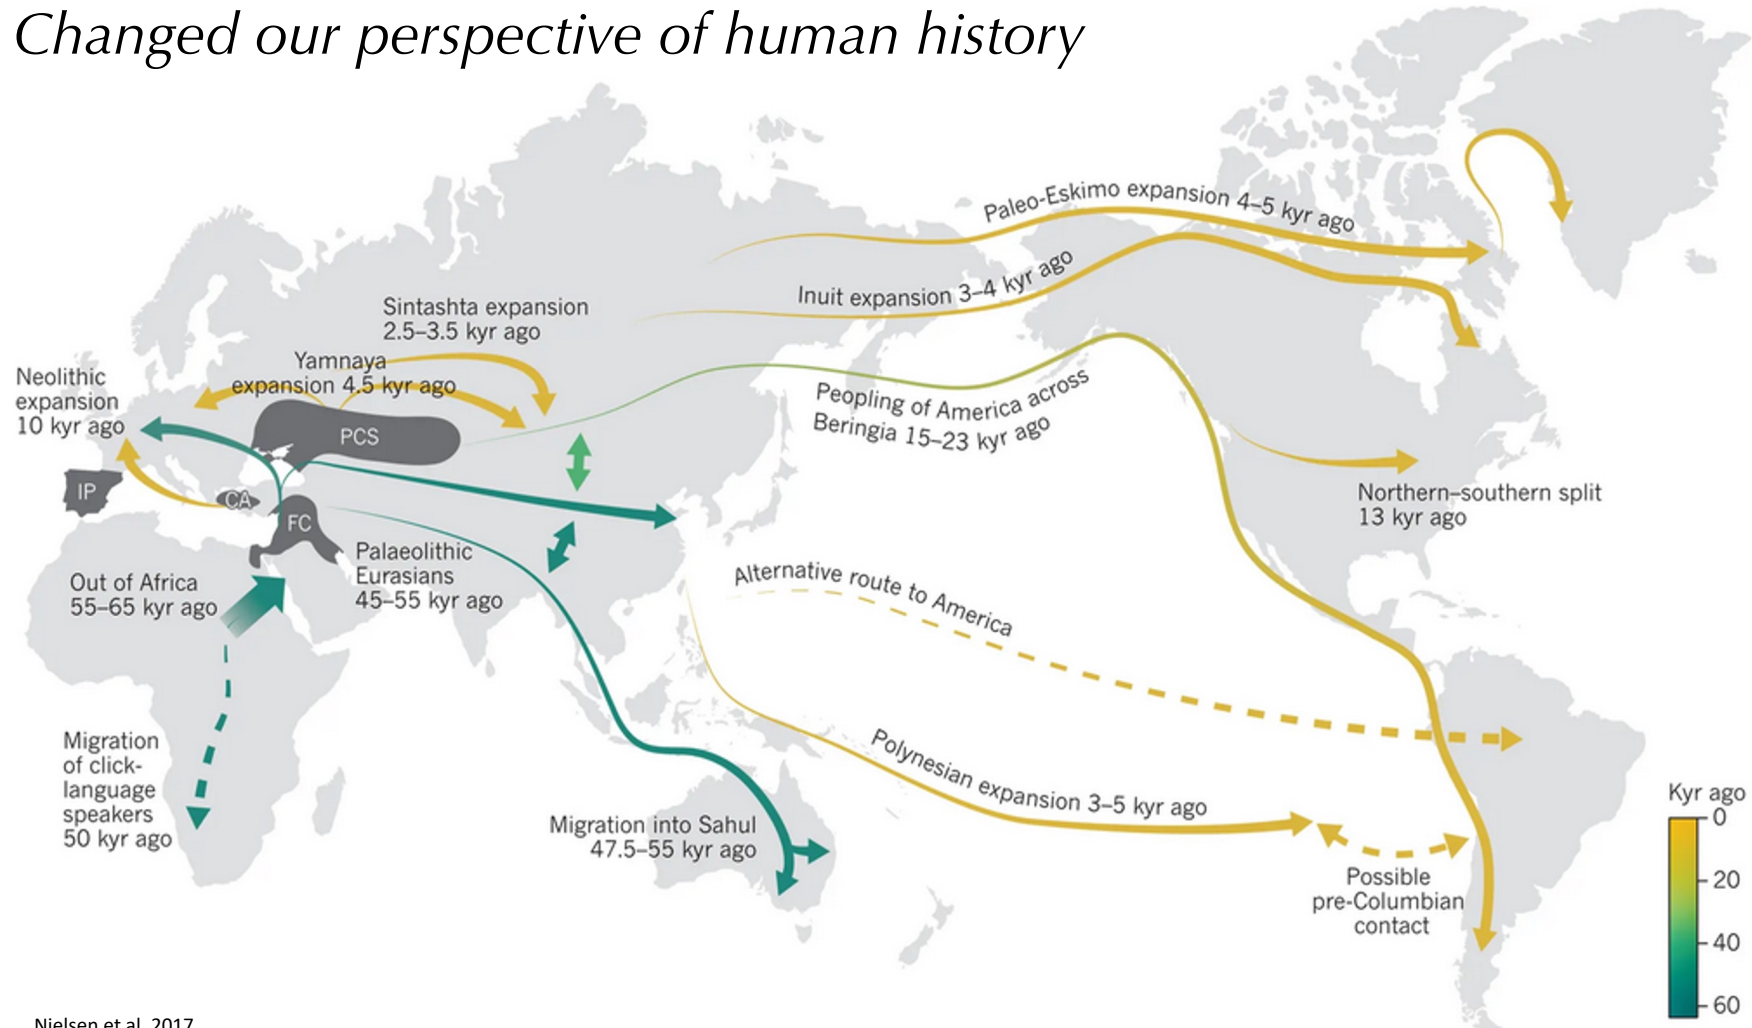 Changed our perspective of human history
Paleo-Eskimo expansion 4–5 kyr ago
Inuit expansion 3–4 kyr ago
Sintashta expansion
2.5–3.5 kyr ago
Yamnaya
expansion 4.5 kyr ago
Neolithic
expansion
10 kyr ago
PCS
Peopling of America across
Beringia 15–23 kyr ago
IP
CA
FC
Northern–southern split
13 kyr ago
Palaeolithic
Eurasians
45–55 kyr ago
Out of Africa
55–65 kyr ago
Alternative route to America
Migration
of click-
language
speakers
50 kyr ago
Polynesian expansion 3–5 kyr ago
Migration into Sahul
47.5–55 kyr ago
Possible
pre-Columbian
contact
Kyr ago
0
20
40
60
Nielsen et al. 2017